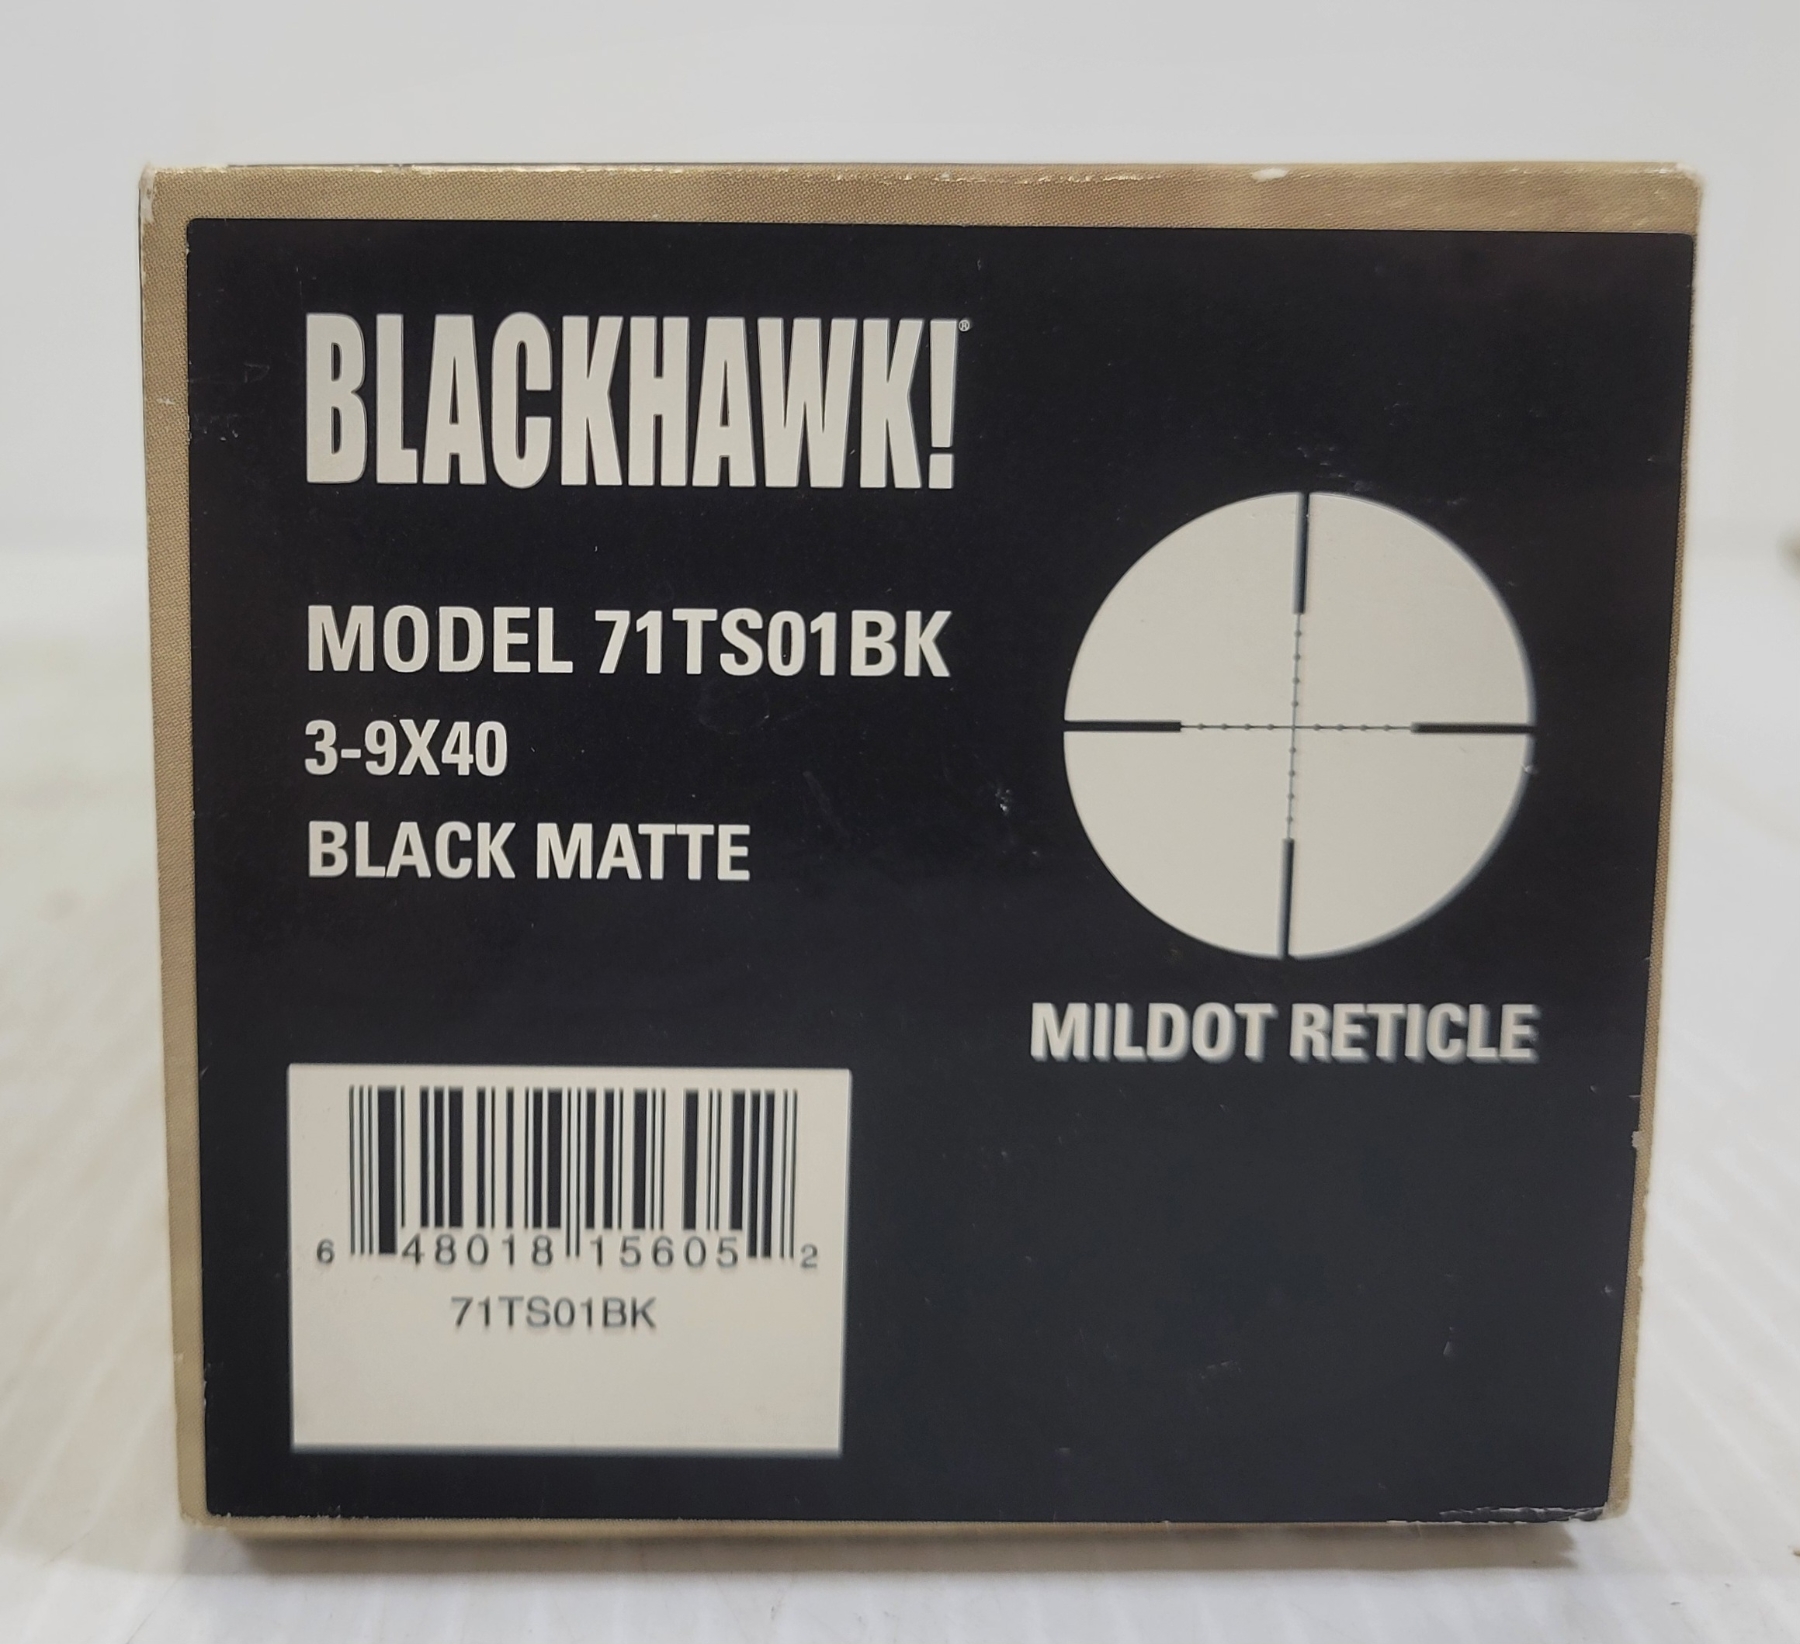 BLACKHAWK!®
MODEL 71TS01BK
3-9X40
BLACK MATTE
MILDOT RETICLE
6 48018 15605 2
71TS01BK